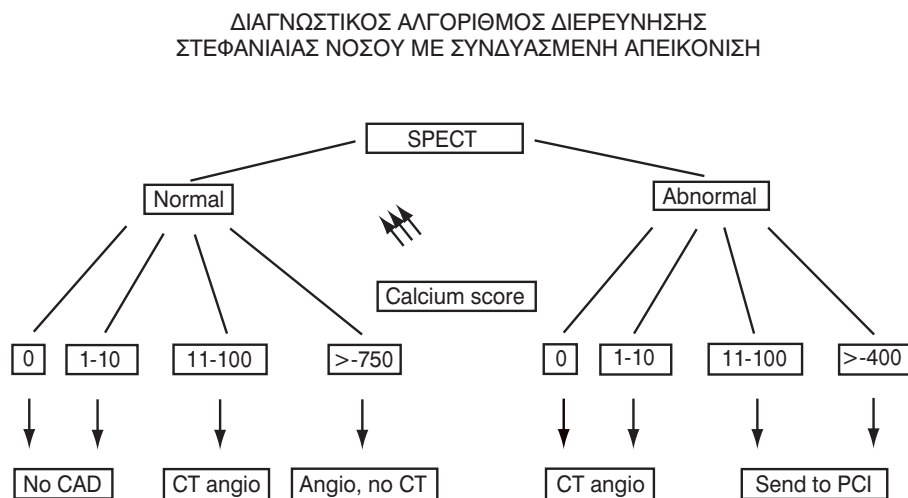 ΔΙΑΓΝΩΣΤΙΚΟΣ ΑΛΓΟΡΙΘΜΟΣ ΔΙΕΡΕΥΝΗΣΗΣ
ΣΤΕΦΑΝΙΑΙΑΣ ΝΟΣΟΥ ΜΕ ΣΥΝΔΥΑΣΜΕΝΗ ΑΠΕΙΚΟΝΙΣΗ
SPECT
Normal
Abnormal
Calcium score
0 1-10 11-100 >-750 0 1-10 11-100 >-400
No CAD CT angio Angio, no CT CT angio Send to PCI